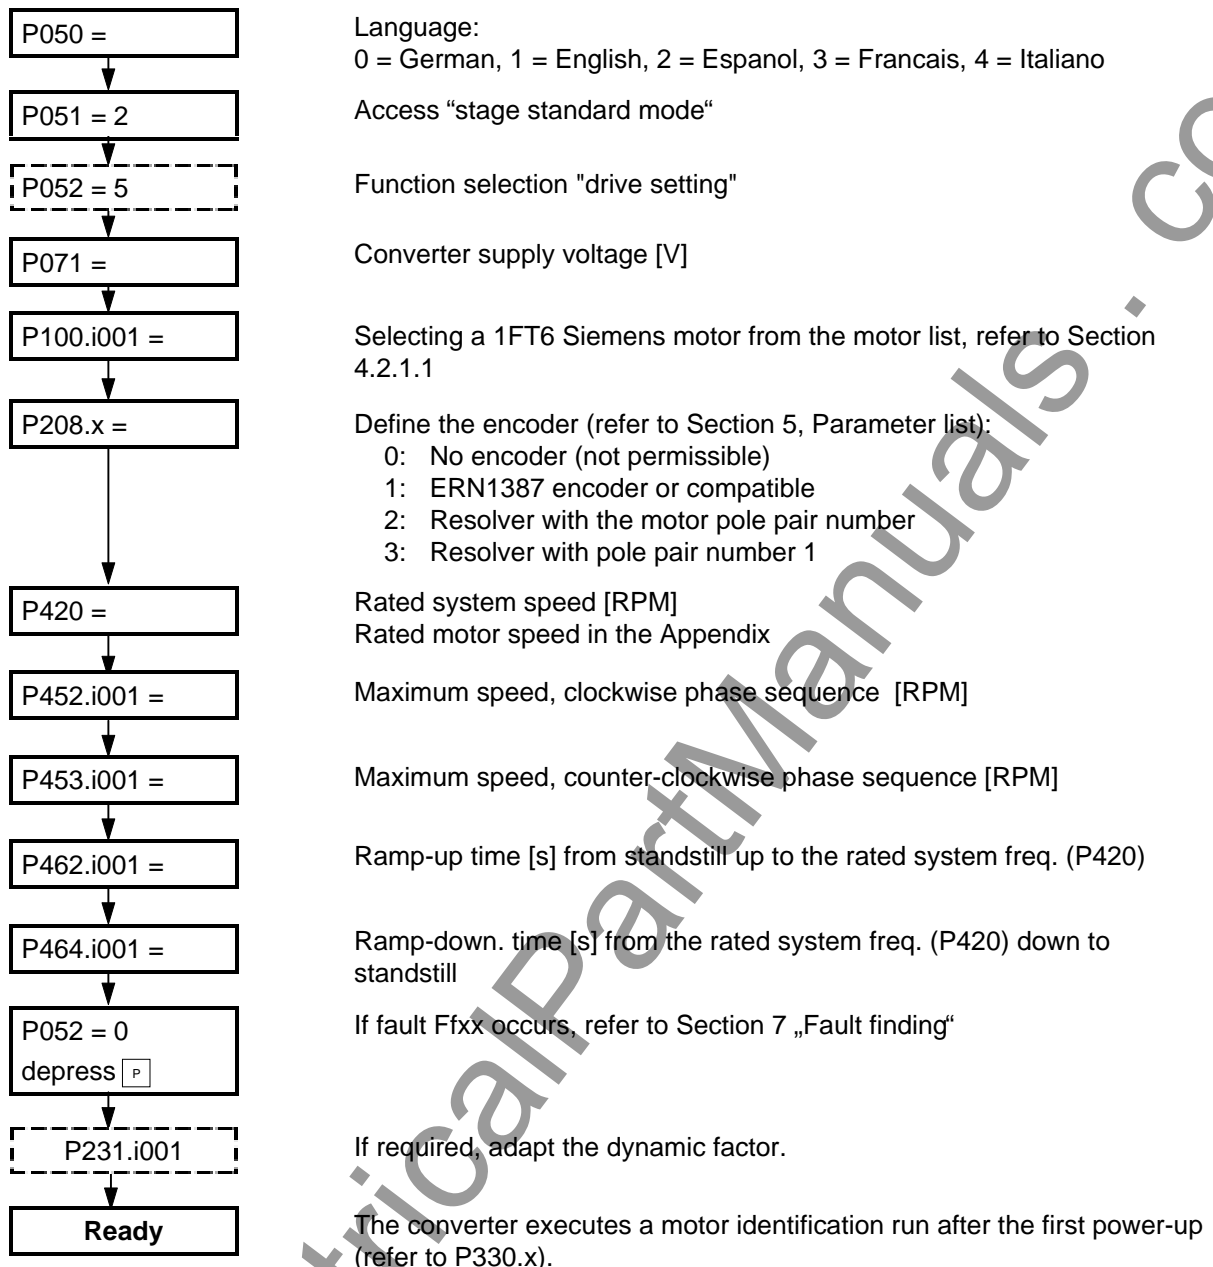 P050 =
Language:
0 = German, 1 = English, 2 = Espanol, 3 = Francais, 4 = Italiano
P051 = 2
Access “stage standard mode“
P052 = 5
Function selection "drive setting"
P071 =
Converter supply voltage [V]
P100.i001 =
Selecting a 1FT6 Siemens motor from the motor list, refer to Section
4.2.1.1
P208.x =
Define the encoder (refer to Section 5, Parameter list):
0: No encoder (not permissible)
1: ERN1387 encoder or compatible
2: Resolver with the motor pole pair number
3: Resolver with pole pair number 1
P420 =
Rated system speed [RPM]
Rated motor speed in the Appendix
P452.i001 =
Maximum speed, clockwise phase sequence [RPM]
P453.i001 =
Maximum speed, counter-clockwise phase sequence [RPM]
P462.i001 =
Ramp-up time [s] from standstill up to the rated system freq. (P420)
P464.i001 =
Ramp-down. time [s] from the rated system freq. (P420) down to
standstill
P052 = 0
depress P
If fault Ffxx occurs, refer to Section 7 „Fault finding“
P231.i001
If required, adapt the dynamic factor.
Ready
The converter executes a motor identification run after the first power-up
(refer to P330.x).
tricalPartManuals . co